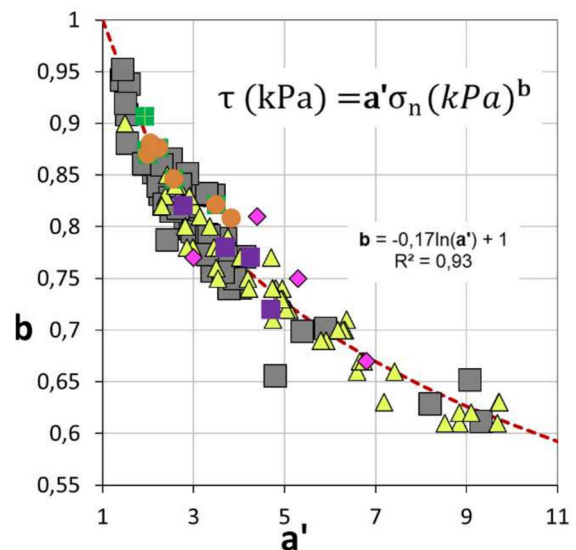 1
0,95
0,9
0,85
0,8
0,75
0,7
0,65
0,6
0,55
b
τ (kPa) =a'σn(kPa)b
b = -0,17ln(a') + 1
R² = 0,93
1 3 5 7 9 11
a'